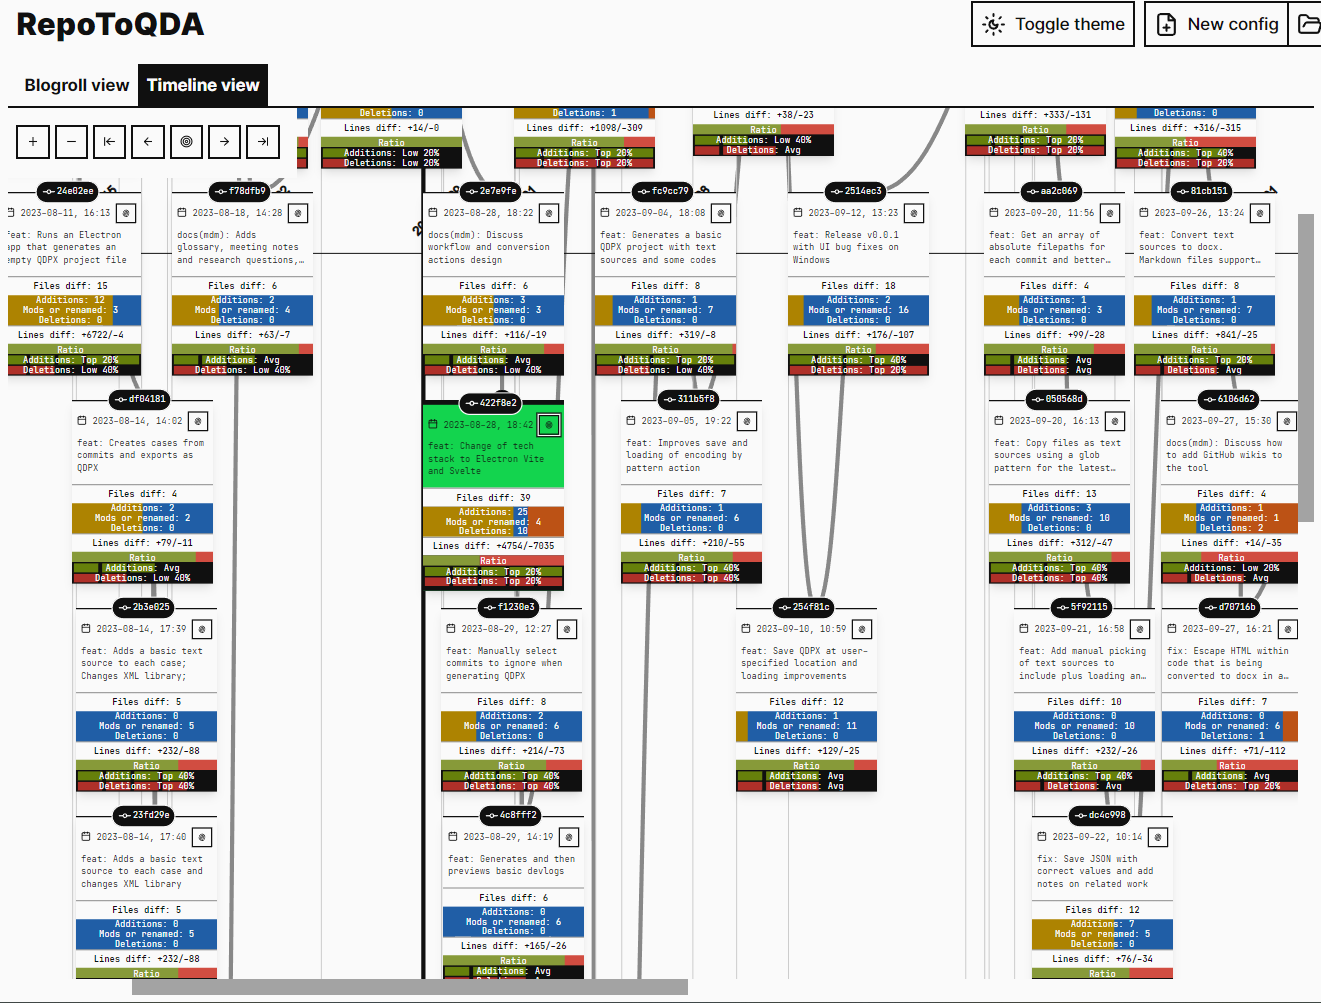 RepoToQDA
Toggle theme
New config
Blogroll view
Timeline view
Deletions: 0
Lines diff: +14/-0
Ratio
Additions: Low 20%
Deletions: Low 20%
Deletions: 1
Lines diff: +1098/-309
Ratio
Additions: Top 20%
Deletions: Top 20%
Lines diff: +38/-23
Ratio
Additions: Low 40%
Deletions: Avg
Lines diff: +333/-131
Ratio
Additions: Top 20%
Deletions: Top 20%
Deletions: 0
Lines diff: +316/-315
Ratio
Additions: Top 40%
Deletions: Top 20%
24e02ee
2023-08-11, 16:13
feat: Runs an Electron
app that generates an
empty QDPX project file
Files diff: 15
Additions: 12
Mods or renamed: 3
Deletions: 0
Lines diff: +6722/-4
Ratio
Additions: Top 20%
Deletions: Low 40%
f78dfb9
2023-08-18, 14:28
docs(mdm): Adds
glossary, meeting notes
and research questions,…
Files diff: 6
Additions: 2
Mods or renamed: 4
Deletions: 0
Lines diff: +63/-7
Ratio
Additions: Avg
Deletions: Low 40%
2e7e9fe
2023-08-28, 18:22
docs(mdm): Discuss
workflow and conversion
actions design
Files diff: 6
Additions: 3
Mods or renamed: 3
Deletions: 0
Lines diff: +116/-19
Ratio
Additions: Avg
Deletions: Low 40%
fc9cc79
2023-09-04, 18:08
feat: Generates a basic
QDPX project with text
sources and some codes
Files diff: 8
Additions: 1
Mods or renamed: 7
Deletions: 0
Lines diff: +319/-8
Ratio
Additions: Top 20%
Deletions: Low 40%
2514ec3
2023-09-12, 13:23
feat: Release v0.0.1
with UI bug fixes on
Windows
Files diff: 18
Additions: 2
Mods or renamed: 16
Deletions: 0
Lines diff: +176/-107
Ratio
Additions: Top 40%
Deletions: Top 20%
aa2c069
2023-09-20, 11:56
feat: Get an array of
absolute filepaths for
each commit and better…
Files diff: 4
Additions: 1
Mods or renamed: 3
Deletions: 0
Lines diff: +99/-28
Ratio
Additions: Avg
Deletions: Avg
81cb151
2023-09-26, 13:24
feat: Convert text
sources to docx.
Markdown files support…
Files diff: 8
Additions: 1
Mods or renamed: 7
Deletions: 0
Lines diff: +841/-25
Ratio
Additions: Top 20%
Deletions: Avg
df04181
2023-08-14, 14:02
feat: Creates cases from
commits and exports as
QDPX
Files diff: 4
Additions: 2
Mods or renamed: 2
Deletions: 0
Lines diff: +79/-11
Ratio
Additions: Avg
Deletions: Low 40%
422f8e2
2023-08-28, 18:42
feat: Change of tech
stack to Electron Vite
and Svelte
Files diff: 39
Additions: 25
Mods or renamed: 4
Deletions: 10
Lines diff: +4754/-7035
Ratio
Additions: Top 20%
Deletions: Top 20%
311b5f8
2023-09-05, 19:22
feat: Improves save and
loading of encoding by
pattern action
Files diff: 7
Additions: 1
Mods or renamed: 6
Deletions: 0
Lines diff: +210/-55
Ratio
Additions: Top 40%
Deletions: Top 40%
050568d
2023-09-20, 16:13
feat: Copy files as text
sources using a glob
pattern for the latest…
Files diff: 13
Additions: 3
Mods or renamed: 10
Deletions: 0
Lines diff: +312/-47
Ratio
Additions: Top 40%
Deletions: Top 40%
6106d62
2023-09-27, 15:30
docs(mdm): Discuss how
to add GitHub wikis to
the tool
Files diff: 4
Additions: 1
Mods or renamed: 1
Deletions: 2
Lines diff: +14/-35
Ratio
Additions: Low 20%
Deletions: Avg
2b3e025
2023-08-14, 17:39
feat: Adds a basic text
source to each case;
Changes XML library;
Files diff: 5
Additions: 0
Mods or renamed: 5
Deletions: 0
Lines diff: +232/-88
Ratio
Additions: Top 40%
Deletions: Top 40%
f1230e3
2023-08-29, 12:27
feat: Manually select
commits to ignore when
generating QDPX
Files diff: 8
Additions: 2
Mods or renamed: 6
Deletions: 0
Lines diff: +214/-73
Ratio
Additions: Top 40%
Deletions: Top 40%
254f81c
2023-09-10, 10:59
feat: Save QDPX at user-
specified location and
loading improvements
Files diff: 12
Additions: 1
Mods or renamed: 11
Deletions: 0
Lines diff: +129/-25
Ratio
Additions: Avg
Deletions: Avg
5f92115
2023-09-21, 16:58
feat: Add manual picking
of text sources to
include plus loading an…
Files diff: 10
Additions: 0
Mods or renamed: 10
Deletions: 0
Lines diff: +232/-26
Ratio
Additions: Top 40%
Deletions: Avg
d70716b
2023-09-27, 16:21
fix: Escape HTML within
code that is being
converted to docx in a…
Files diff: 7
Additions: 0
Mods or renamed: 6
Deletions: 1
Lines diff: +71/-112
Ratio
Additions: Avg
Deletions: Top 20%
23fd29e
2023-08-14, 17:40
feat: Adds a basic text
source to each case and
changes XML library
Files diff: 5
Additions: 0
Mods or renamed: 5
Deletions: 0
Lines diff: +232/-88
Ratio
4c8fff2
2023-08-29, 14:19
feat: Generates and then
previews basic devlogs
Files diff: 6
Additions: 0
Mods or renamed: 6
Deletions: 0
Lines diff: +165/-26
Ratio
Additions: Avg
dc4c998
2023-09-22, 10:14
fix: Save JSON with
correct values and add
notes on related work
Files diff: 12
Additions: 7
Mods or renamed: 5
Deletions: 0
Lines diff: +76/-34
Ratio